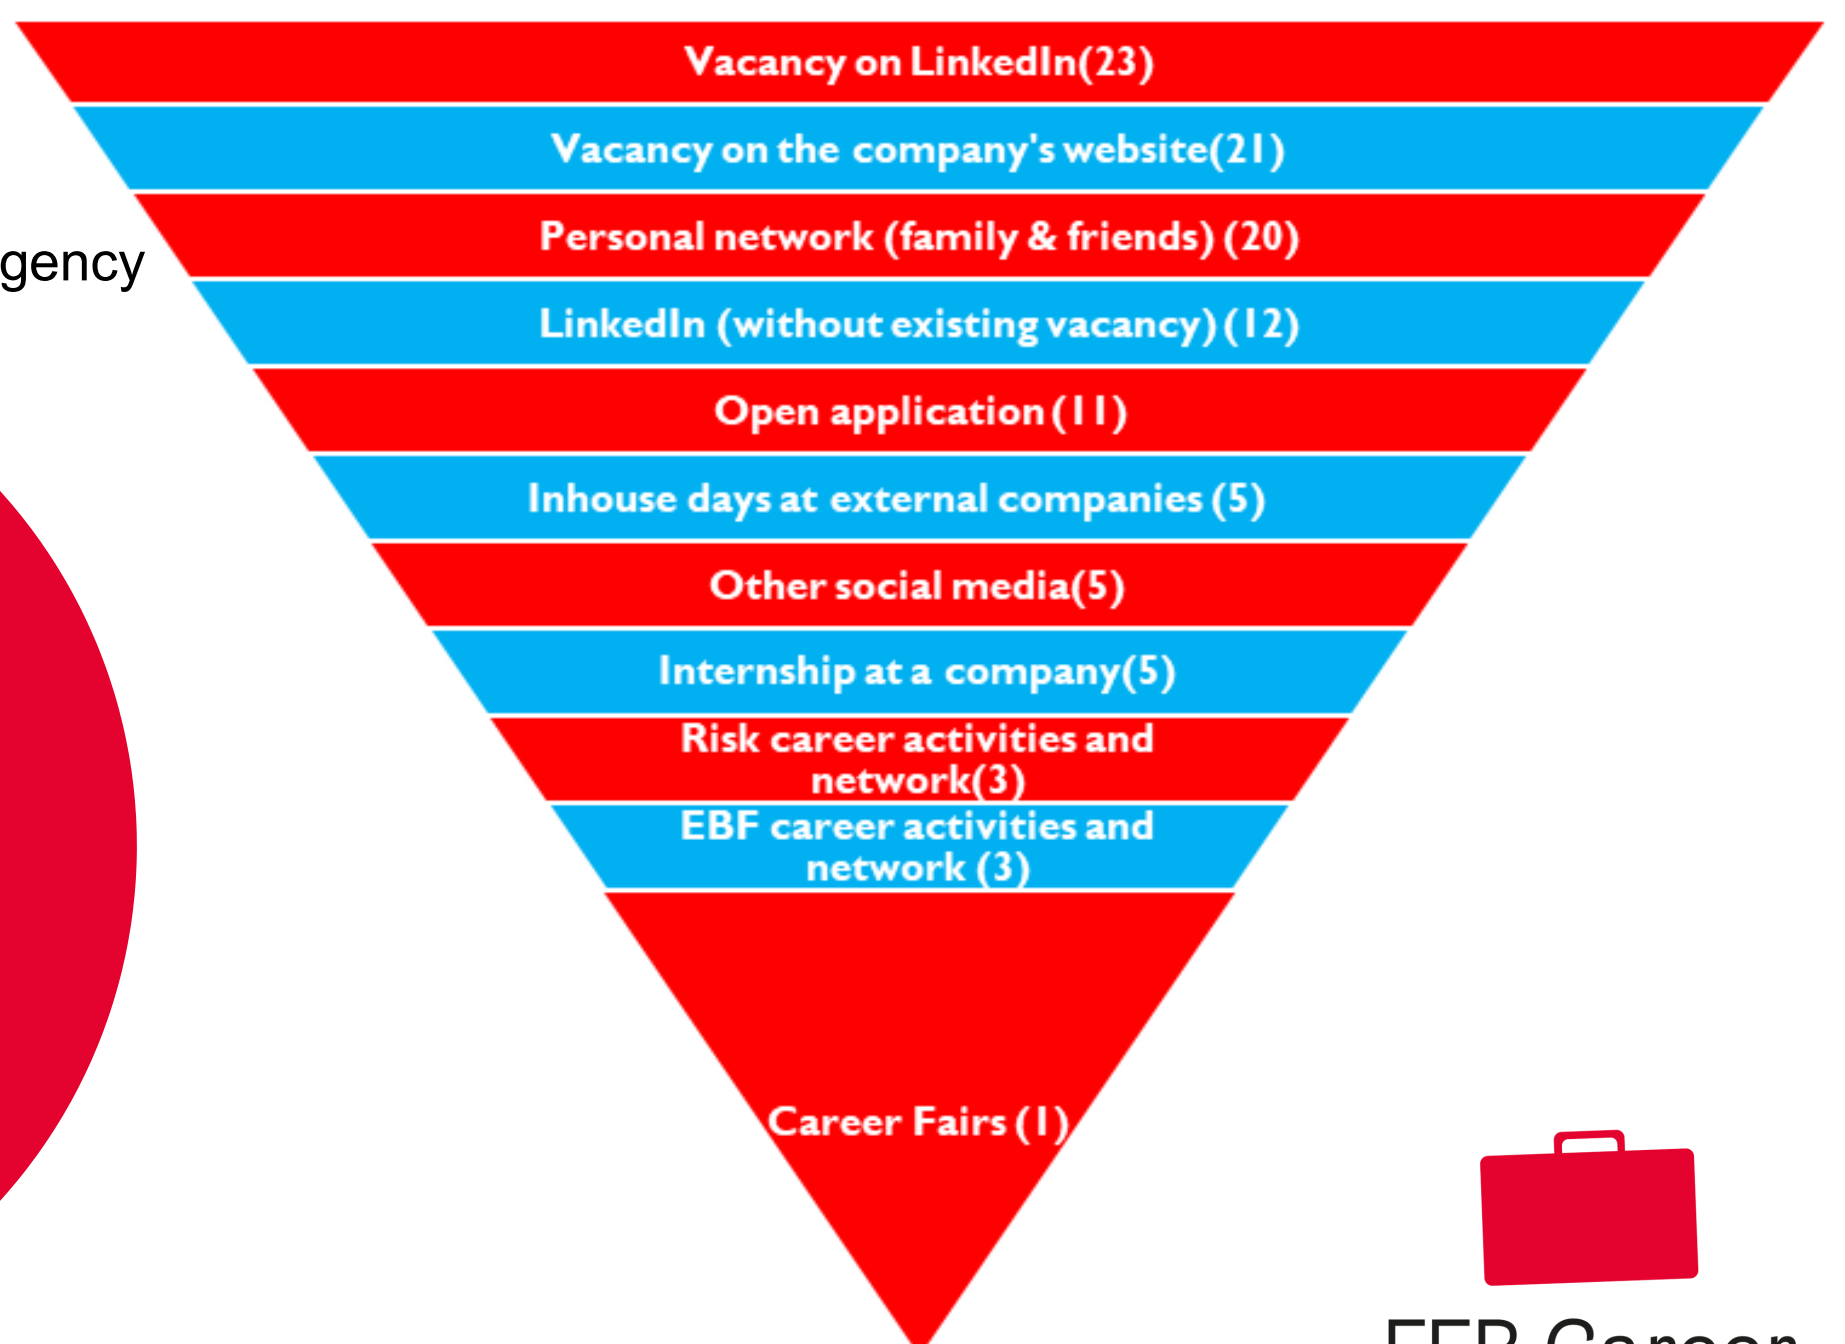 Vacancy on LinkedIn(23)
Vacancy on the company's website(21)
Personal network (family & friends) (20)
gency
LinkedIn (without existing vacancy) (12)
Open application (11)
Inhouse days at external companies (5)
Other social media(5)
Internship at a company(5)
Risk career activities and
network(3)
EBF career activities and
network (3)
Career Fairs (1)
Career